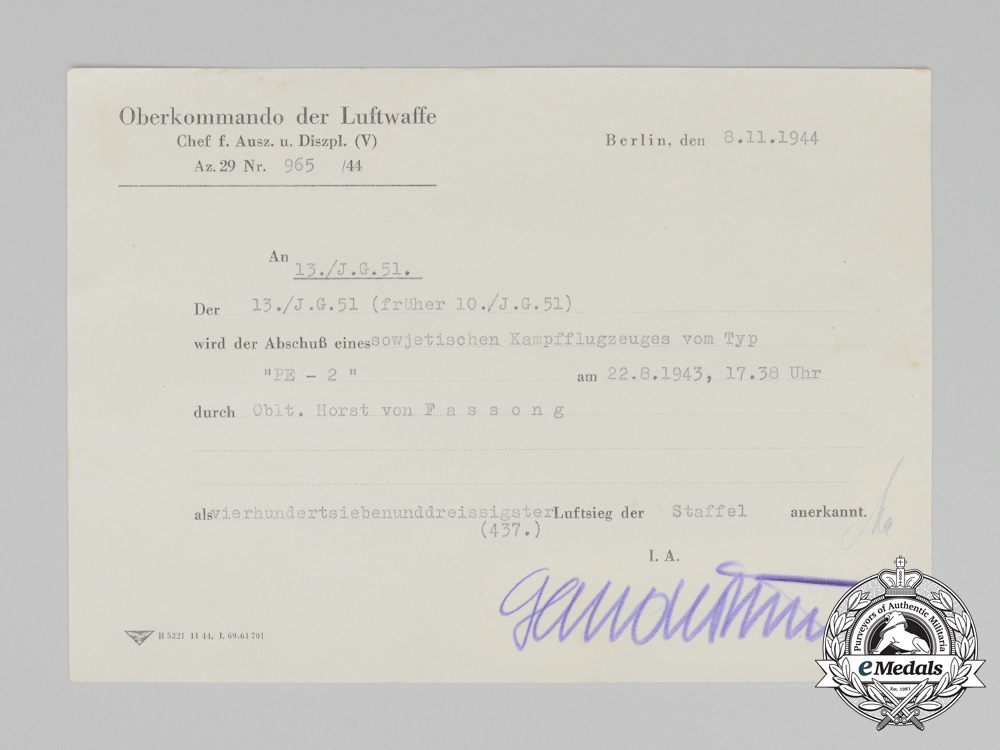 Oberkommando der Luftwaffe
Chef f. Ausz. u. Diszpl. (V)
Az. 29 Nr. 965 /44
Berlin, den 8.11.1944
An 13./J.G.51.
Der 13./J.G.51 (früher 10./J.G.51)
wird der Abschuß eines sowjetischen Kampfflugzeuges vom Typ
"PE - 2 " am 22.8.1943, 17.38 Uhr
durch Oblt. Horst von F a s s o n g
als vierhundertsiebenunddreissigster Luftsieg der Staffel anerkannt.
(437.)
I. A.
B 5221 11 44, L 69.61701
Purveyors of Authentic Militaria
eMedals
Est. 1967